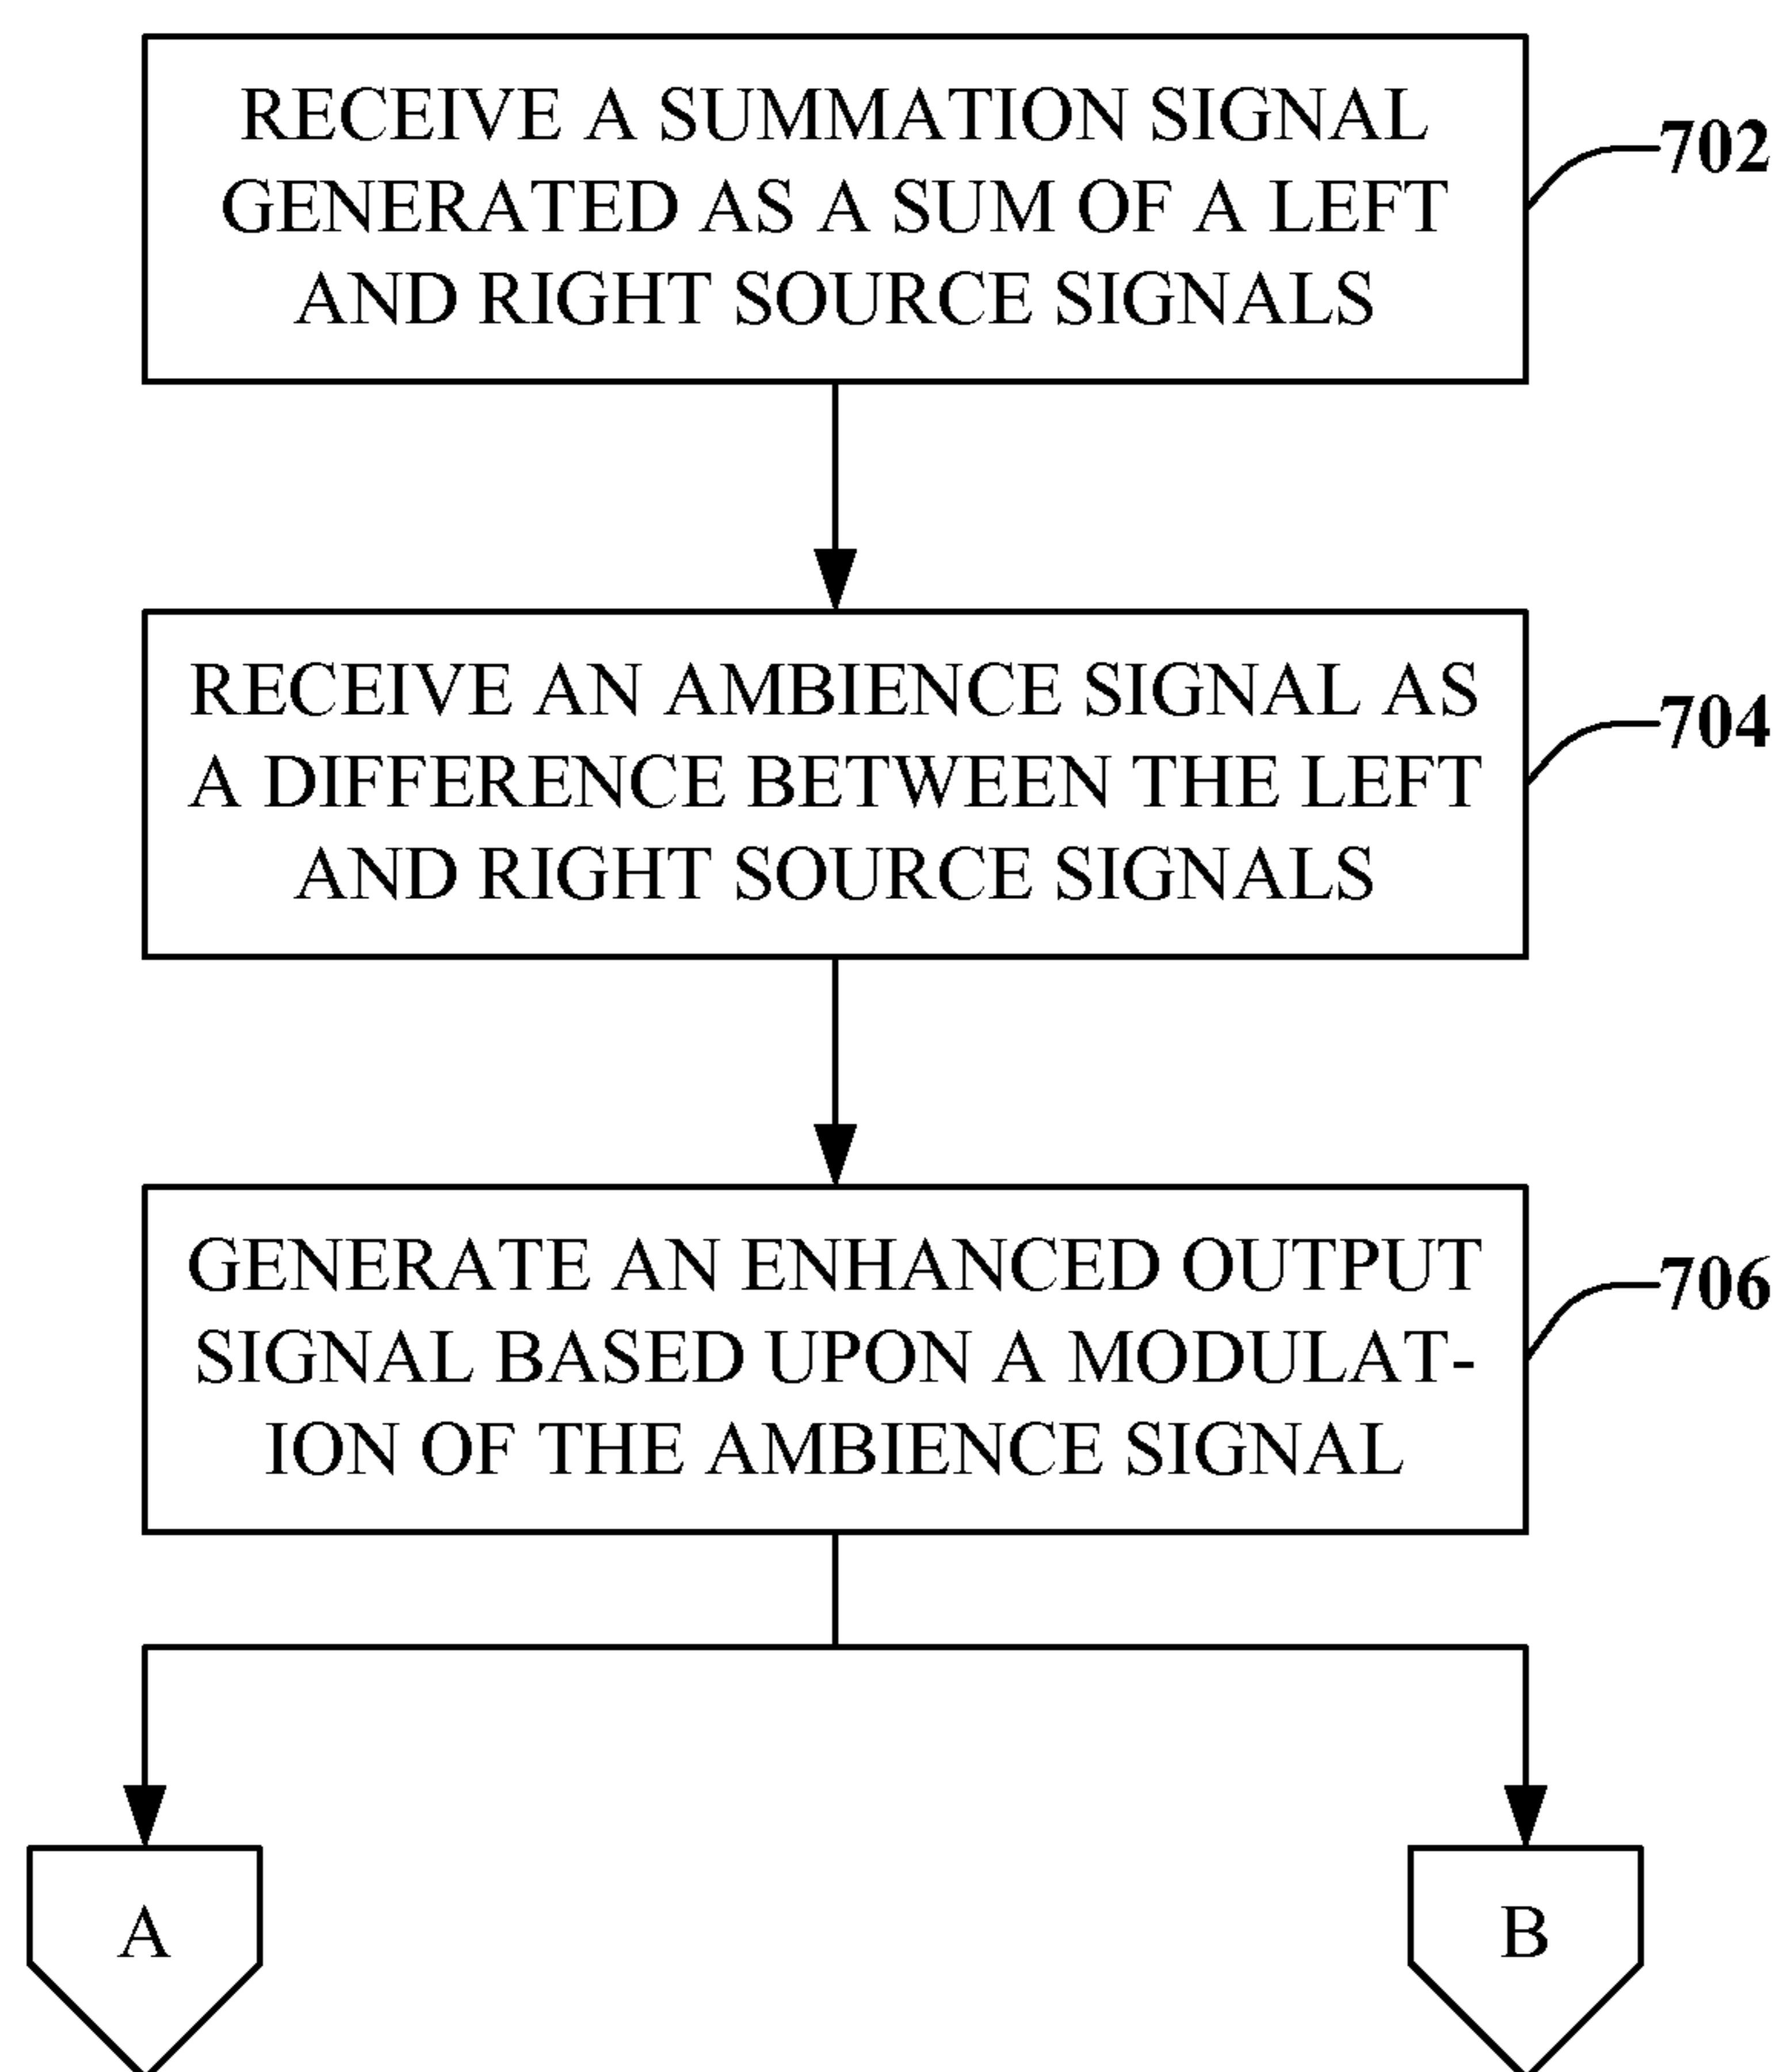 RECEIVE A SUMMATION SIGNAL
GENERATED AS A SUM OF A LEFT
AND RIGHT SOURCE SIGNALS
702
RECEIVE AN AMBIENCE SIGNAL AS
A DIFFERENCE BETWEEN THE LEFT
AND RIGHT SOURCE SIGNALS
704
GENERATE AN ENHANCED OUTPUT
SIGNAL BASED UPON A MODULAT-
ION OF THE AMBIENCE SIGNAL
706
A
B